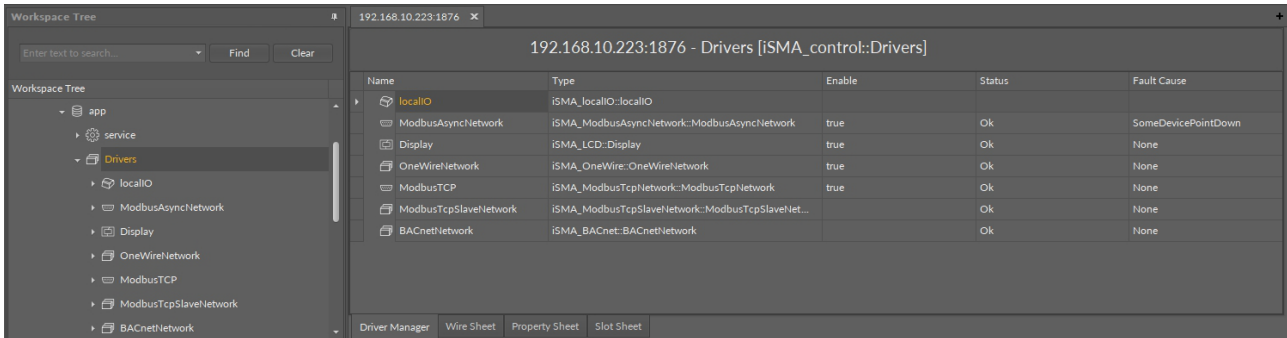 Workspace Tree
192.168.10.223:1876 ×
+
Enter text to search...
Find
Clear
Workspace Tree
app
service
Drivers
localIO
ModbusAsyncNetwork
Display
OneWireNetwork
ModbusTCP
ModbusTcpSlaveNetwork
BACnetNetwork
192.168.10.223:1876 - Drivers [iSMA_control::Drivers]
Name Type Enable Status Fault Cause
localIO iSMA_localIO::localIO
ModbusAsyncNetwork iSMA_ModbusAsyncNetwork::ModbusAsyncNetwork true Ok SomeDevicePointDown
Display iSMA_LCD::Display true Ok None
OneWireNetwork iSMA_OneWire::OneWireNetwork true Ok None
ModbusTCP iSMA_ModbusTcpNetwork::ModbusTcpNetwork true Ok None
ModbusTcpSlaveNetwork iSMA_ModbusTcpSlaveNetwork::ModbusTcpSlaveNet... Ok None
BACnetNetwork iSMA_BACnet::BACnetNetwork Ok None
Driver Manager Wire Sheet Property Sheet Slot Sheet